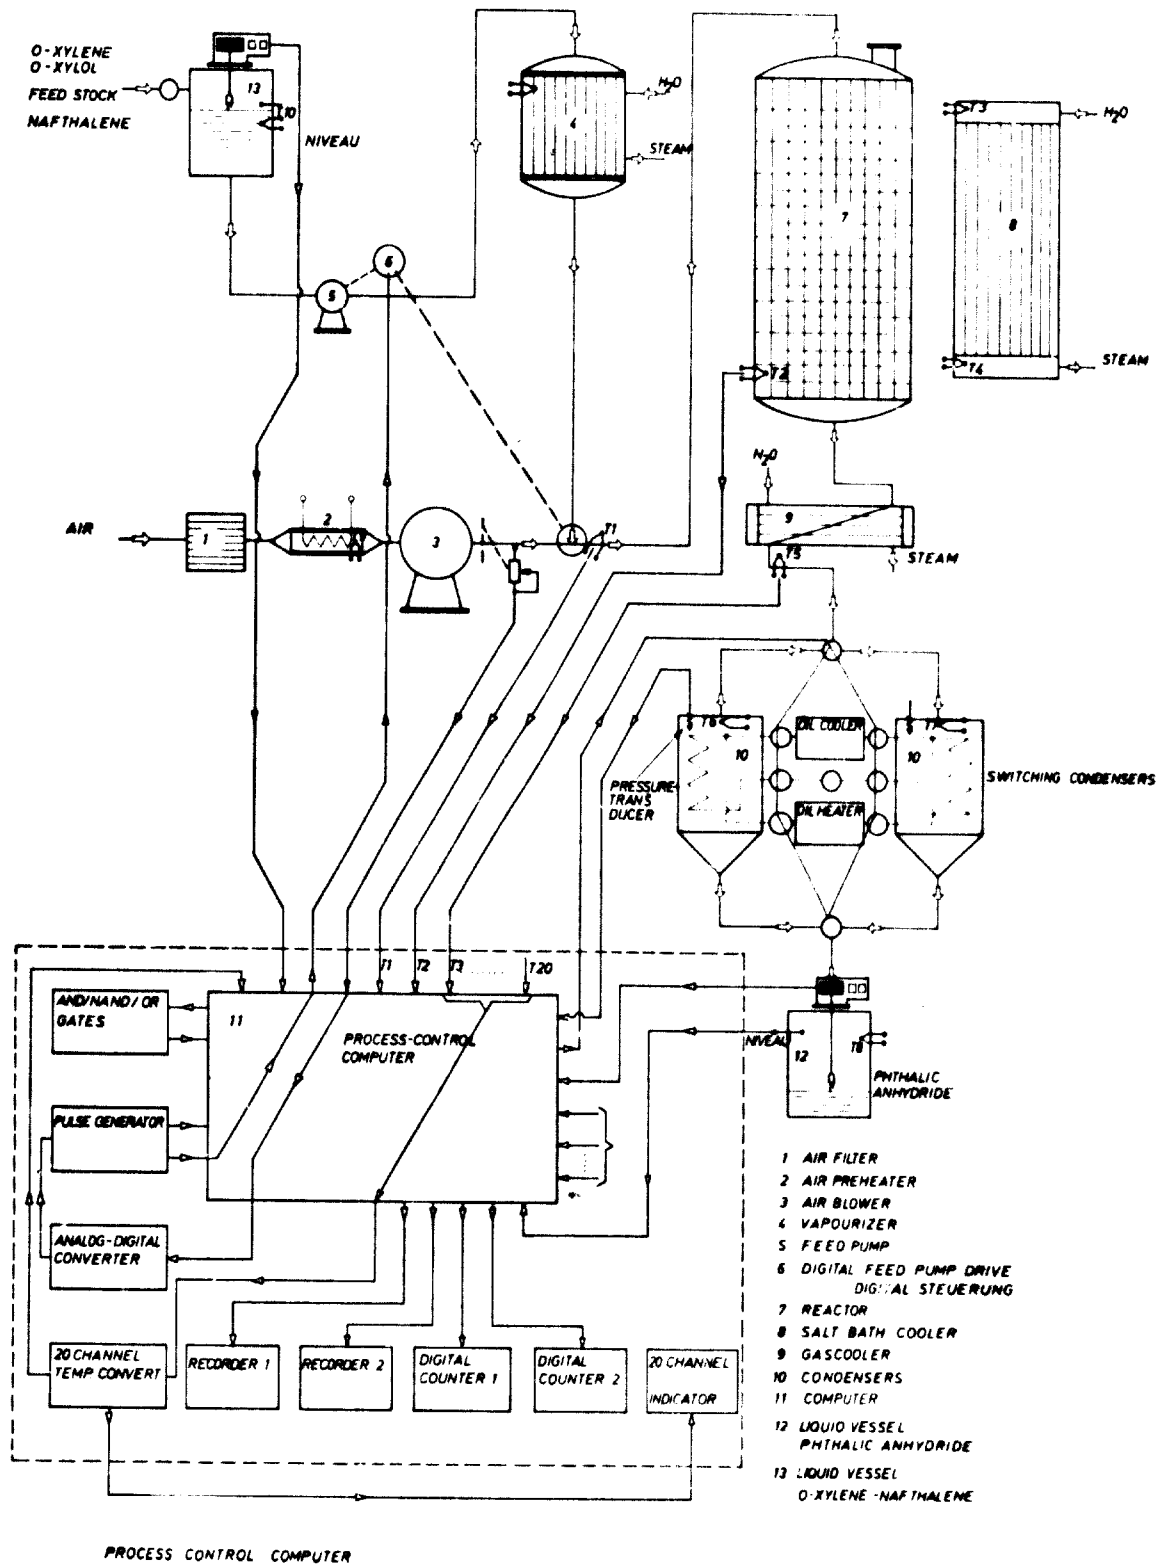 O-XYLENE
O-XYLOL
FEED STOCK
NAFTHALENE
13
10
NIVEAU
4
H2O
STEAM
7
T3
H2O
8
T4
STEAM
T2
6
5
AIR
1
2
3
T1
H2O
9
T5
STEAM
T6
10
OIL COOLER
T7
10
SWITCHING CONDENSERS
PRESSURE
TRANS
DUCER
OIL HEATER
T1
T2
T3
T20
AND/NAND/OR
GATES
11
PROCESS-CONTROL
COMPUTER
NIVEAU
12
T8
PHTHALIC
ANHYDRIDE
PULSE GENERATOR
ANALOG-DIGITAL
CONVERTER
20 CHANNEL
TEMP CONVERT
RECORDER 1
RECORDER 2
DIGITAL
COUNTER 1
DIGITAL
COUNTER 2
20 CHANNEL
INDICATOR
1 AIR FILTER
2 AIR PREHEATER
3 AIR BLOWER
4 VAPOURIZER
5 FEED PUMP
6 DIGITAL FEED PUMP DRIVE
DIGITAL STEUERUNG
7 REACTOR
8 SALT BATH COOLER
9 GASCOOLER
10 CONDENSERS
11 COMPUTER
12 LIQUID VESSEL
PHTHALIC ANHYDRIDE
13 LIQUID VESSEL
O-XYLENE-NAFTHALENE
PROCESS CONTROL COMPUTER